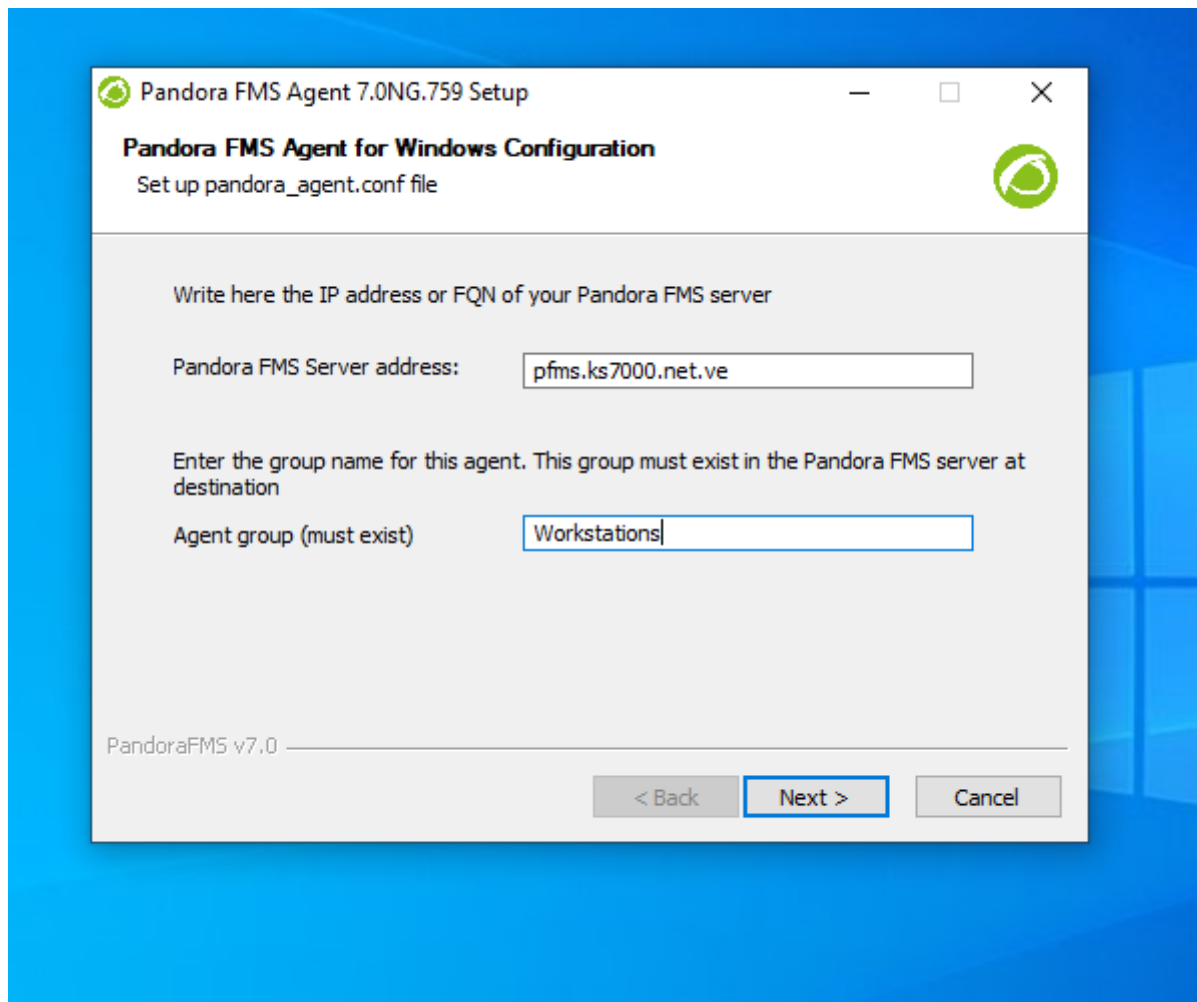 Pandora FMS Agent 7.0NG.759 Setup
Pandora FMS Agent for Windows Configuration
Set up pandora_agent.conf file
Write here the IP address or FQN of your Pandora FMS server
Pandora FMS Server address:
pfms.ks7000.net.ve
Enter the group name for this agent. This group must exist in the Pandora FMS server at
destination
Agent group (must exist)
Workstations
PandoraFMS v7.0
< Back
Next >
Cancel